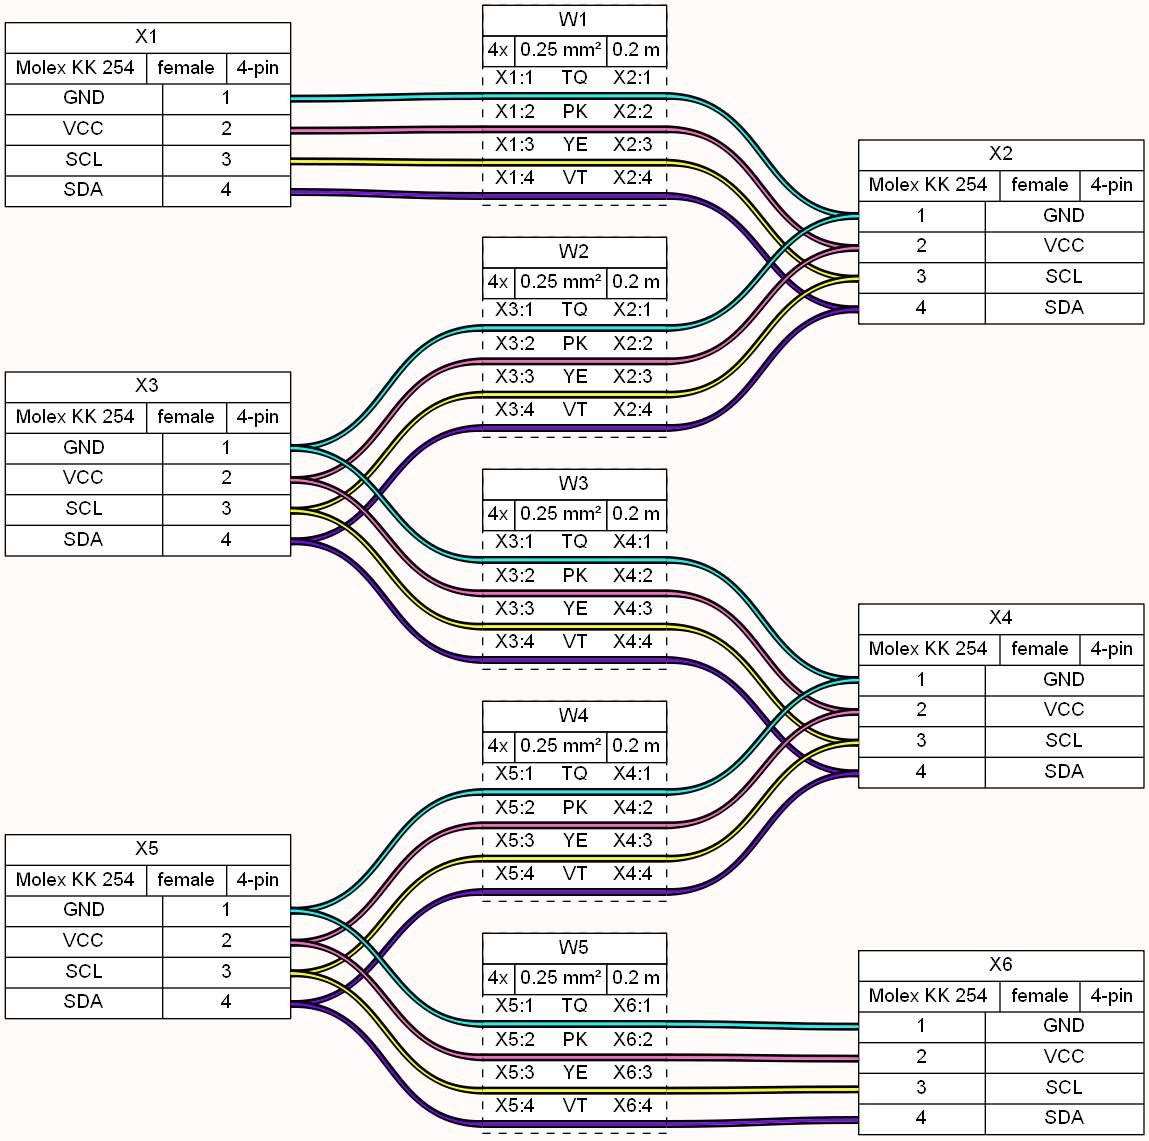 X1
Molex KK 254 female 4-pin
GND 1
VCC 2
SCL 3
SDA 4
W1
4x 0.25 mm² 0.2 m
X1:1 TQ X2:1
X1:2 PK X2:2
X1:3 YE X2:3
X1:4 VT X2:4
X2
Molex KK 254 female 4-pin
1 GND
2 VCC
3 SCL
4 SDA
W2
4x 0.25 mm² 0.2 m
X3:1 TQ X2:1
X3:2 PK X2:2
X3:3 YE X2:3
X3:4 VT X2:4
X3
Molex KK 254 female 4-pin
GND 1
VCC 2
SCL 3
SDA 4
W3
4x 0.25 mm² 0.2 m
X3:1 TQ X4:1
X3:2 PK X4:2
X3:3 YE X4:3
X3:4 VT X4:4
X4
Molex KK 254 female 4-pin
1 GND
2 VCC
3 SCL
4 SDA
W4
4x 0.25 mm² 0.2 m
X5:1 TQ X4:1
X5:2 PK X4:2
X5:3 YE X4:3
X5:4 VT X4:4
X5
Molex KK 254 female 4-pin
GND 1
VCC 2
SCL 3
SDA 4
W5
4x 0.25 mm² 0.2 m
X5:1 TQ X6:1
X5:2 PK X6:2
X5:3 YE X6:3
X5:4 VT X6:4
X6
Molex KK 254 female 4-pin
1 GND
2 VCC
3 SCL
4 SDA